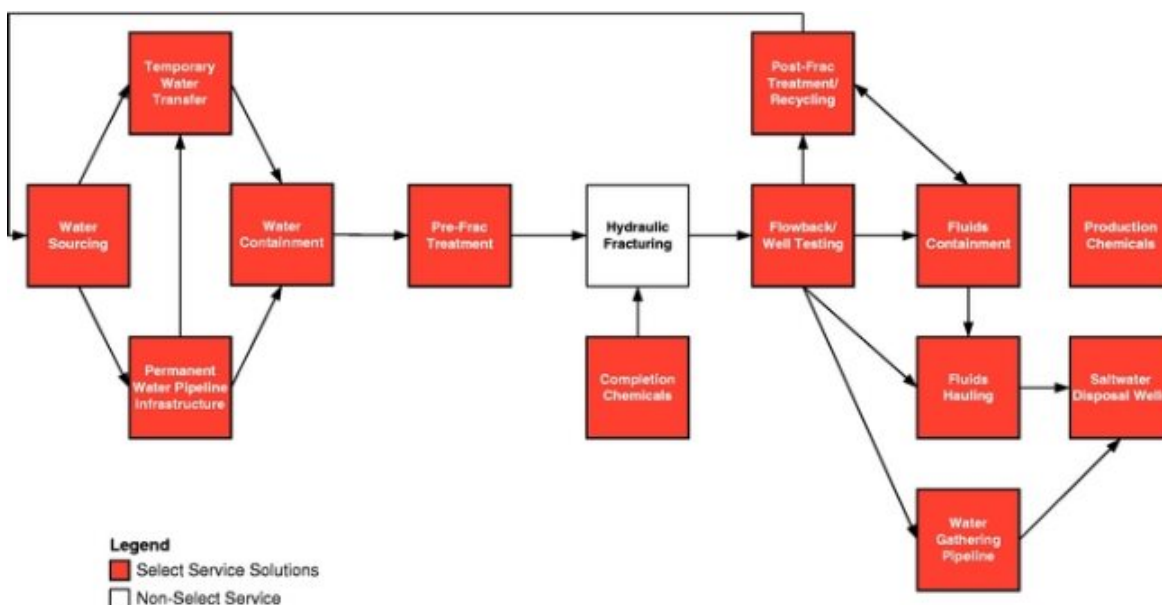 Temporary
Water
Transfer
Post-Frac
Treatment/
Recycling
Water
Sourcing
Water
Containment
Pre-Frac
Treatment
Hydraulic
Fracturing
Flowback/
Well Testing
Fluids
Containment
Production
Chemicals
Permanent
Water Pipeline
Infrastructure
Completion
Chemicals
Fluids
Hauling
Saltwater
Disposal Well
Water
Gathering
Pipeline
Legend
Select Service Solutions
Non-Select Service